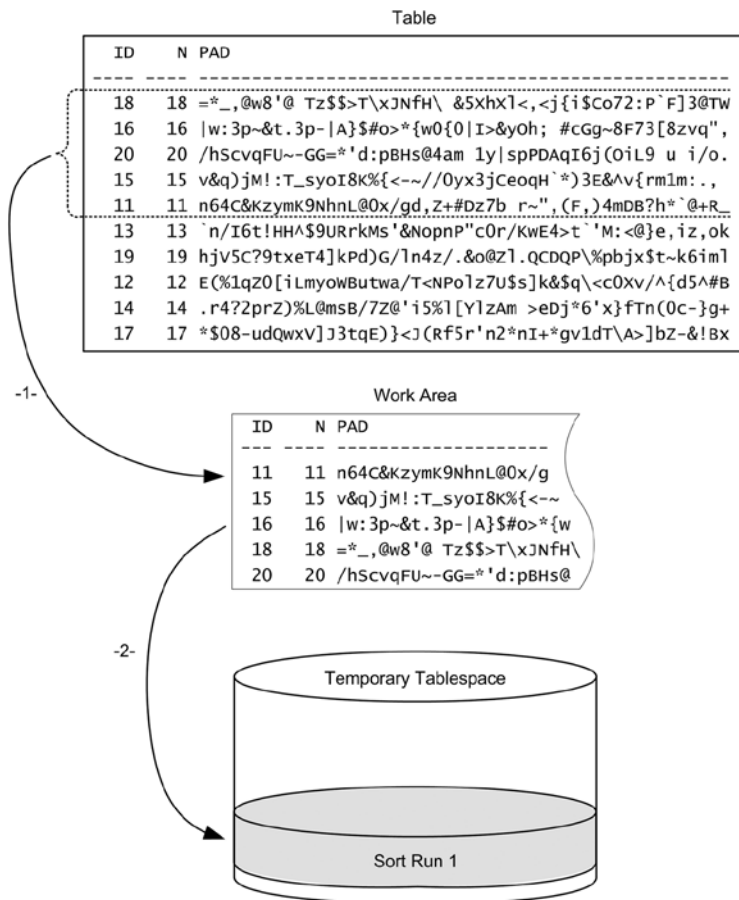 Table
ID N PAD
---- ---- -----------------------------------------------
18 18 =*_,@w8'@ Tz$$>T\xJNfH\ &5XhXl<,<j{i$Co72:P`F]3@TW
16 16 |w:3p~&t.3p-|A}$#o>*{w0{0|I>&yOh; #cGg~8F73[8zvq",
20 20 /hScvqFU~-GG=*'d:pBHs@4am 1y|spPDAqI6j(OiL9 u i/o.
15 15 v&q)jM!:T_syoI8K%{<-~//Oyx3jCeoqH`*)3E&^v{rm1m:.,
11 11 n64C&KzymK9NhnL@Ox/gd,Z+#Dz7b r~",(F,)4mDB?h*`@+R_
13 13 `n/I6t!HH^$9URrkMs'&NopnP"c0r/KwE4>t`'M:<@}e,iz,ok
19 19 hjV5C?9txeT4]kPd)G/ln4z/.&o@Zl.QCDQP\%pbjx$t~k6iml
12 12 E(%1qZ0[iLmyoWButwa/T<NPolz7U$s]k&$q\<c0Xv/^{d5^#B
14 14 .r4?2prZ)%L@msB/7Z@'i5%l[YlzAm >eDj*6'x}fTn(0c-}g+
17 17 *$08-udQwxV]J3tqE)}<J(Rf5r'n2*nI+*gv1dT\A>]bZ-&!Bx
-1-
Work Area
ID N PAD
--- ---- --------------------
11 11 n64C&KzymK9NhnL@Ox/g
15 15 v&q)jM!:T_syoI8K%{<-~
16 16 |w:3p~&t.3p-|A}$#o>*{w
18 18 =*_,@w8'@ Tz$$>T\xJNfH\
20 20 /hScvqFU~-GG=*'d:pBHs@
-2-
Temporary Tablespace
Sort Run 1